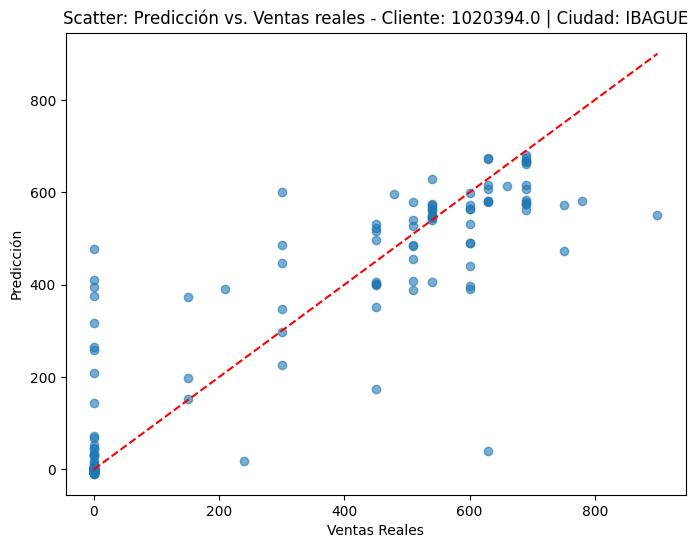 Scatter: Predicción vs. Ventas reales - Cliente: 1020394.0 | Ciudad: IBAGUE
Predicción
800
600
400
200
0
0 200 400 600 800
Ventas Reales